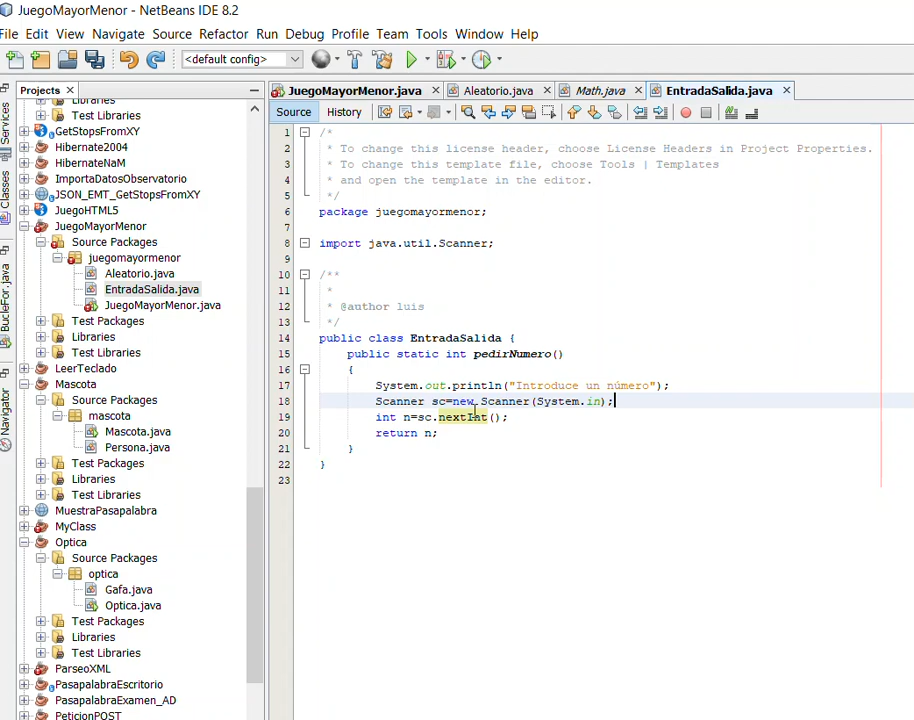 JuegoMayorMenor - NetBeans IDE 8.2
File Edit View Navigate Source Refactor Run Debug Profile Team Tools Window Help
<default config>
Projects
Libraries
Test Libraries
GetStopsFromXY
Hibernate2004
HibernateNaM
ImportaDatosObservatorio
JSON_EMT_GetStopsFromXY
JuegoHTML5
JuegoMayorMenor
Source Packages
juegomayormenor
Aleatorio.java
EntradaSalida.java
JuegoMayorMenor.java
Test Packages
Libraries
Test Libraries
LeerTeclado
Mascota
Source Packages
mascota
Mascota.java
Persona.java
Test Packages
Libraries
Test Libraries
MuestraPasapalabra
MyClass
Optica
Source Packages
optica
Gafa.java
Optica.java
Test Packages
Libraries
Test Libraries
ParseoXML
PasapalabraEscritorio
PasapalabraExamen_AD
PeticionPOST
Services
Classes
BucleFor.java
Navigator
JuegoMayorMenor.java Aleatorio.java Math.java EntradaSalida.java
Source History
1 /*
2 * To change this license header, choose License Headers in Project Properties.
3 * To change this template file, choose Tools | Templates
4 * and open the template in the editor.
5 */
6 package juegomayormenor;
7
8 import java.util.Scanner;
9
10 /**
11 *
12 * @author luis
13 */
14 public class EntradaSalida {
15 public static int pedirNumero()
16 {
17 System.out.println("Introduce un número");
18 Scanner sc=new Scanner(System.in);
19 int n=sc.nextInt();
20 return n;
21 }
22 }
23